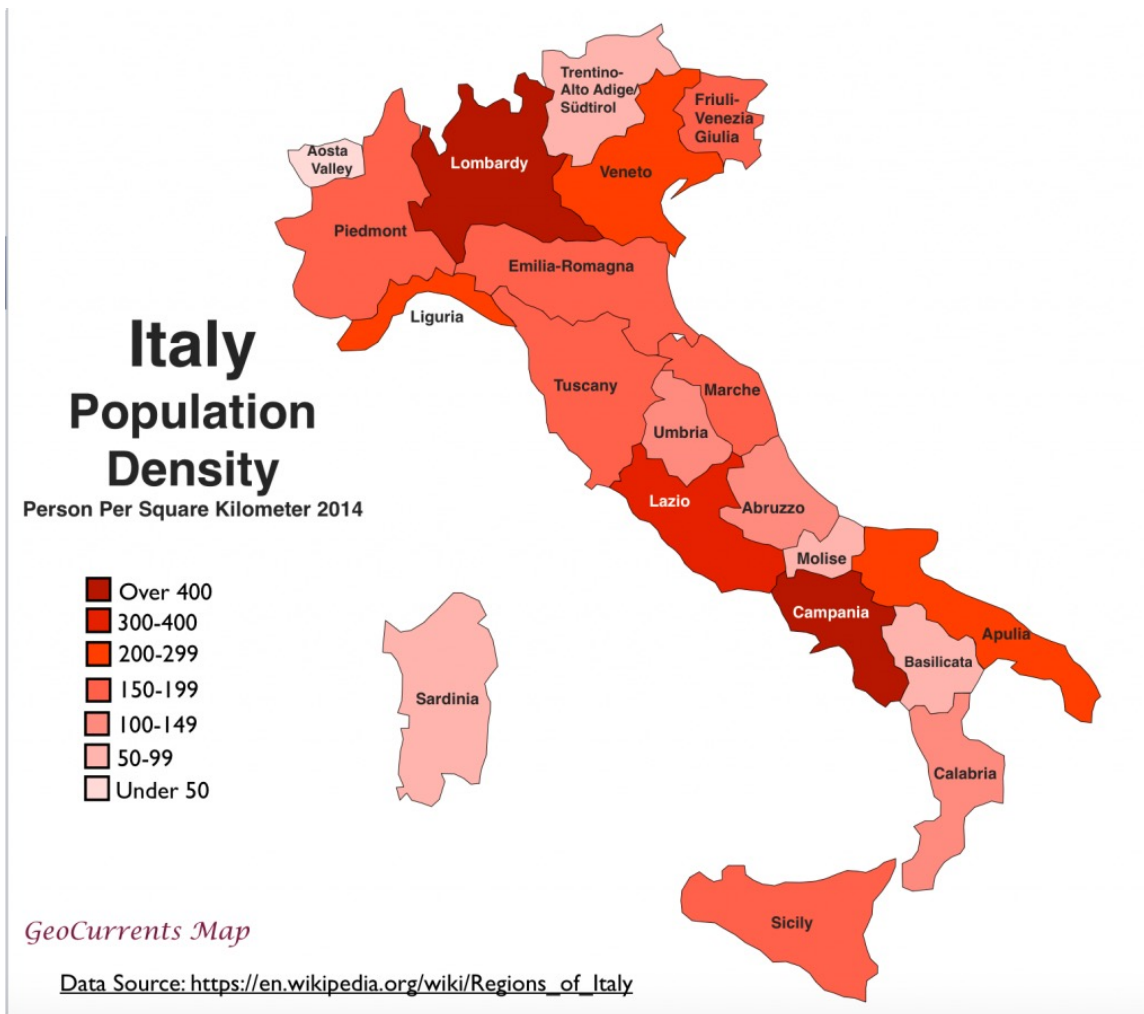 Trentino-
Alto Adige/
Südtirol
Friuli-
Venezia
Giulia
Aosta
Valley
Lombardy
Veneto
Piedmont
Emilia-Romagna
Liguria
Italy
Population
Density
Person Per Square Kilometer 2014
Tuscany
Marche
Umbria
Lazio
Abruzzo
Molise
Campania
Apulia
Basilicata
Sardinia
Calabria
Sicily
Over 400
300-400
200-299
150-199
100-149
50-99
Under 50
GeoCurrents Map
Data Source: https://en.wikipedia.org/wiki/Regions_of_Italy